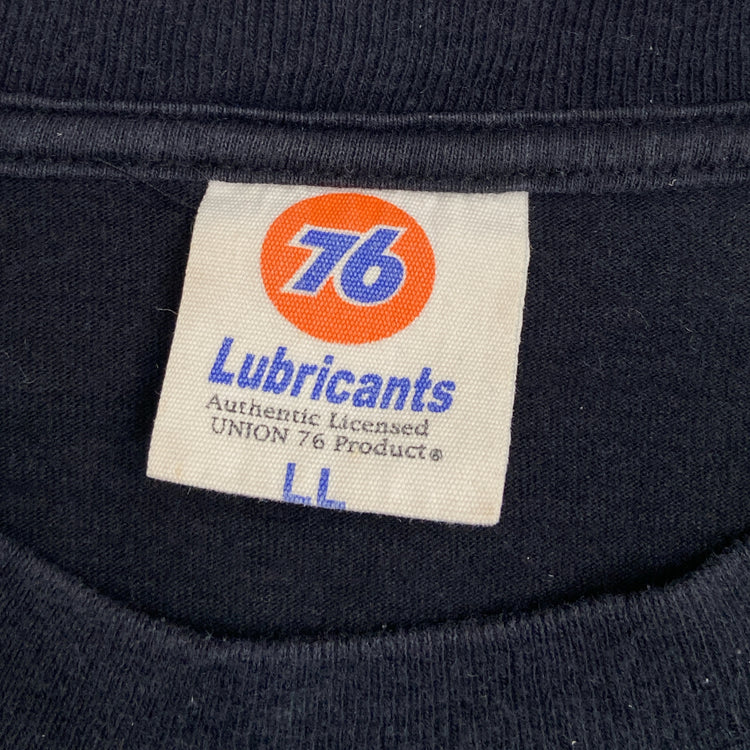 76
Lubricants
Authentic Licensed
UNION 76 Product®
LL